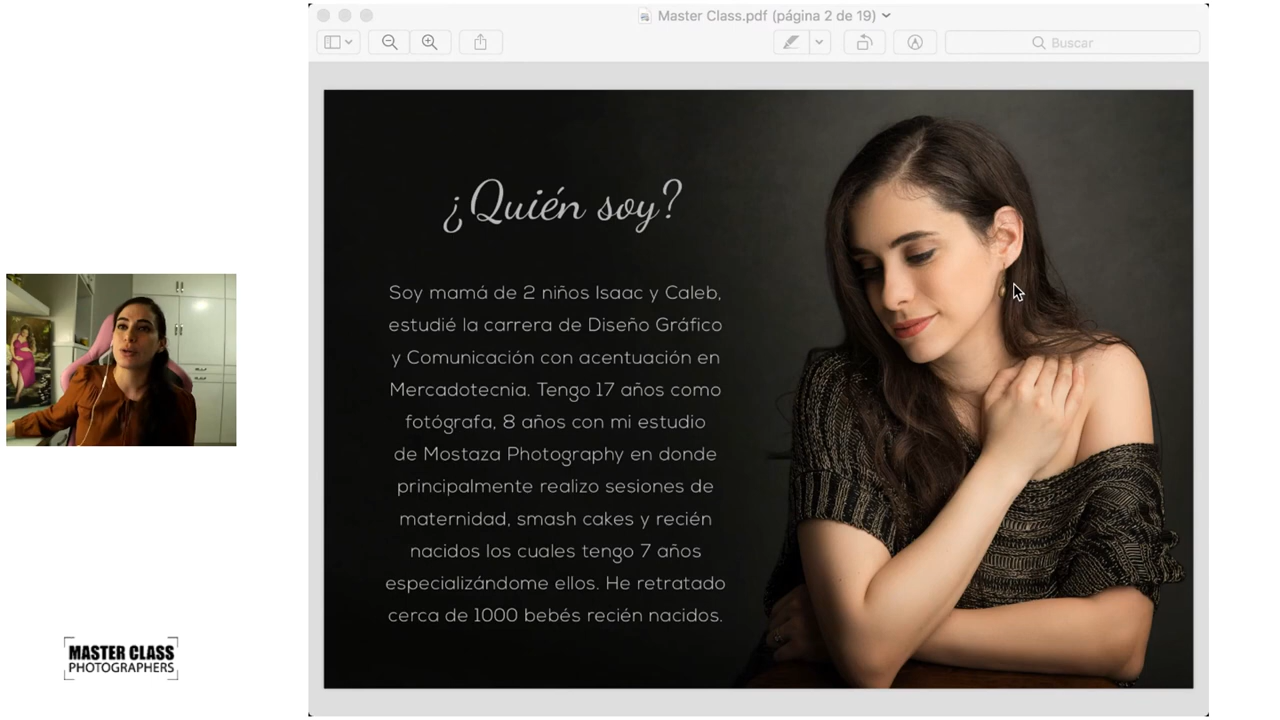 Master Class.pdf (página 2 de 19)
Buscar
¿Quién soy?
Soy mamá de 2 niños Isaac y Caleb,
estudié la carrera de Diseño Gráfico
y Comunicación con acentuación en
Mercadotecnia. Tengo 17 años como
fotógrafa, 8 años con mi estudio
de Mostaza Photography en donde
principalmente realizo sesiones de
maternidad, smash cakes y recién
nacidos los cuales tengo 7 años
especializándome ellos. He retratado
cerca de 1000 bebés recién nacidos.
MASTER CLASS
PHOTOGRAPHERS